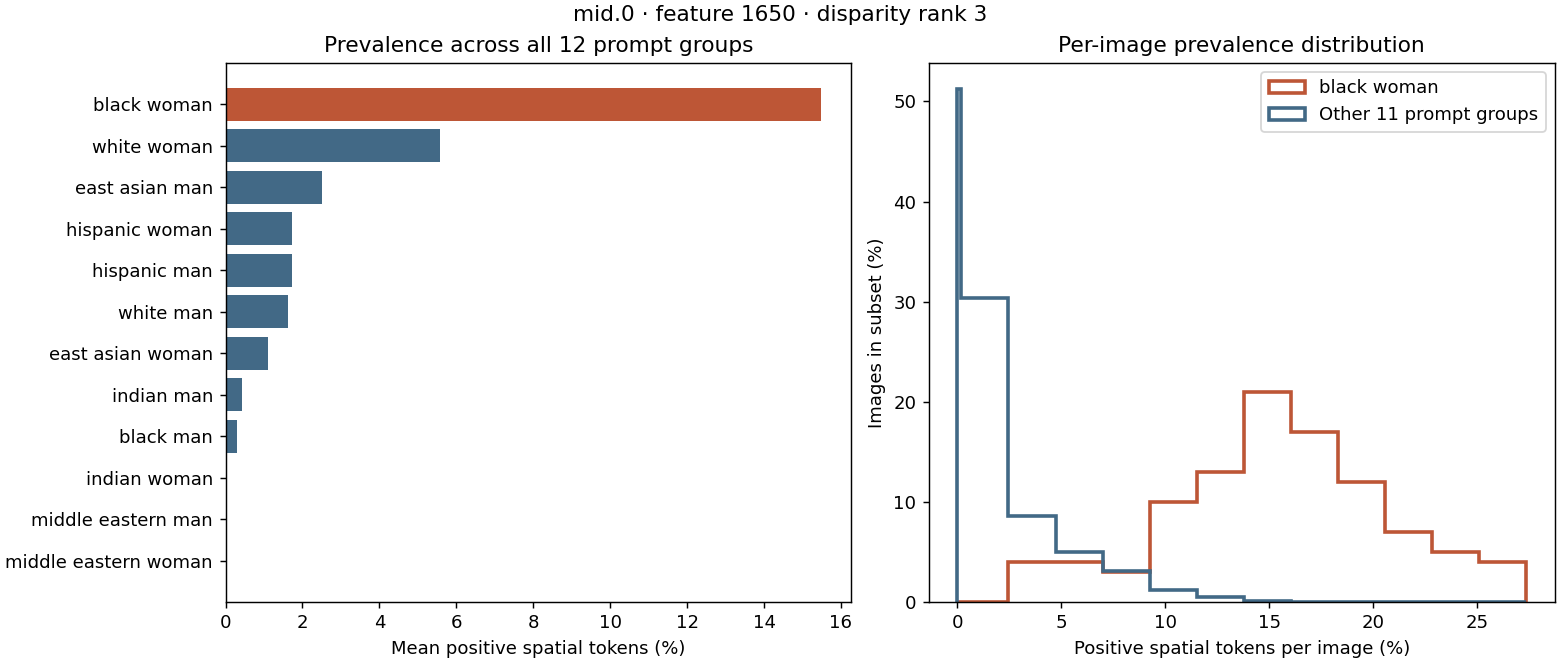 mid.0 · feature 1650 · disparity rank 3
Prevalence across all 12 prompt groups
black woman
white woman
east asian man
hispanic woman
hispanic man
white man
east asian woman
indian man
black man
indian woman
middle eastern man
middle eastern woman
0 2 4 6 8 10 12 14 16
Mean positive spatial tokens (%)
Per-image prevalence distribution
black woman
Other 11 prompt groups
Images in subset (%)
50
40
30
20
10
0
0 5 10 15 20 25
Positive spatial tokens per image (%)